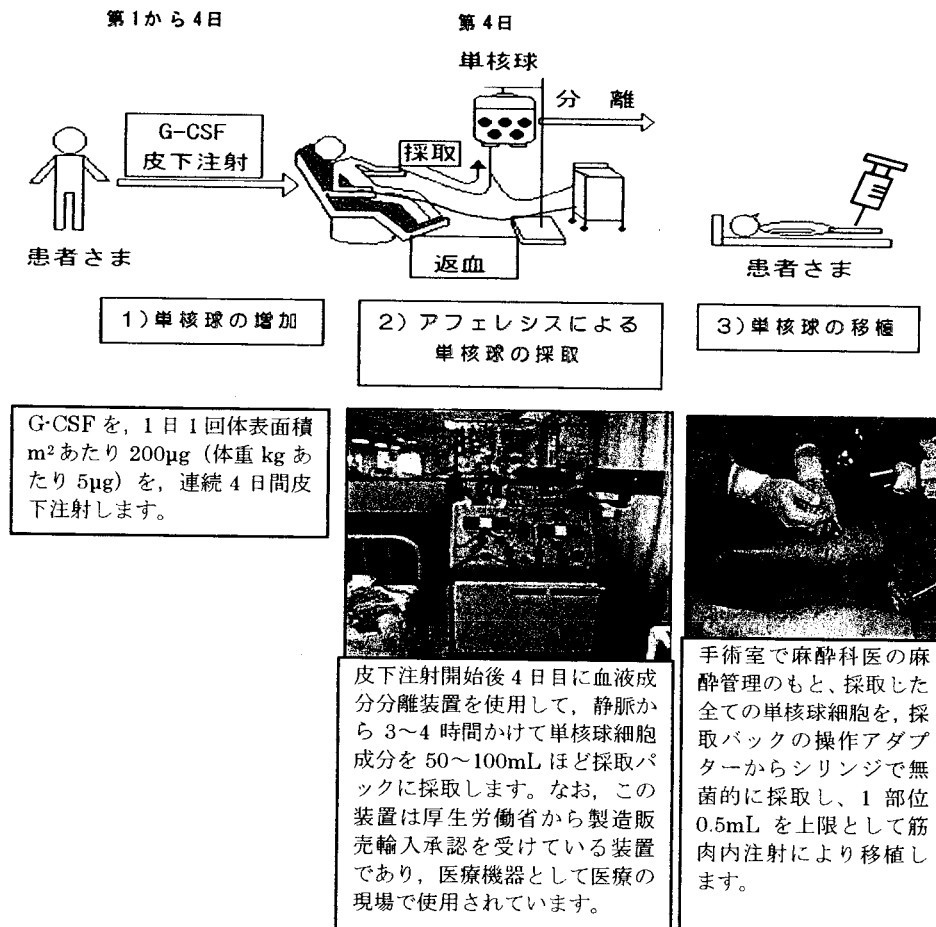 第1から4日
第4日
単核球
分 離
G-CSF
皮下注射
採取
返血
患者さま
患者さま
1)単核球の増加
2) アフェレシスによる
単核球の採取
3)単核球の移植
G-CSF を，1 日 1 回体表面積
m²あたり 200μg（体重 kg あ
たり 5μg）を，連続 4 日間皮
下注射します。
皮下注射開始後 4 日目に血液成
分分離装置を使用して，静脈か
ら 3～4 時間かけて単核球細胞
成分を 50～100mL ほど採取バ
ックに採取します。なお，この
装置は厚生労働省から製造販
売輸入承認を受けている装置
であり，医療機器として医療の
現場で使用されています。
手術室で麻酔科医の麻
酔管理のもと、採取した
全ての単核球細胞を，採
取バックの操作アダプ
ターからシリンジで無
菌的に採取し、1 部位
0.5mL を上限として筋
肉内注射により移植し
ます。